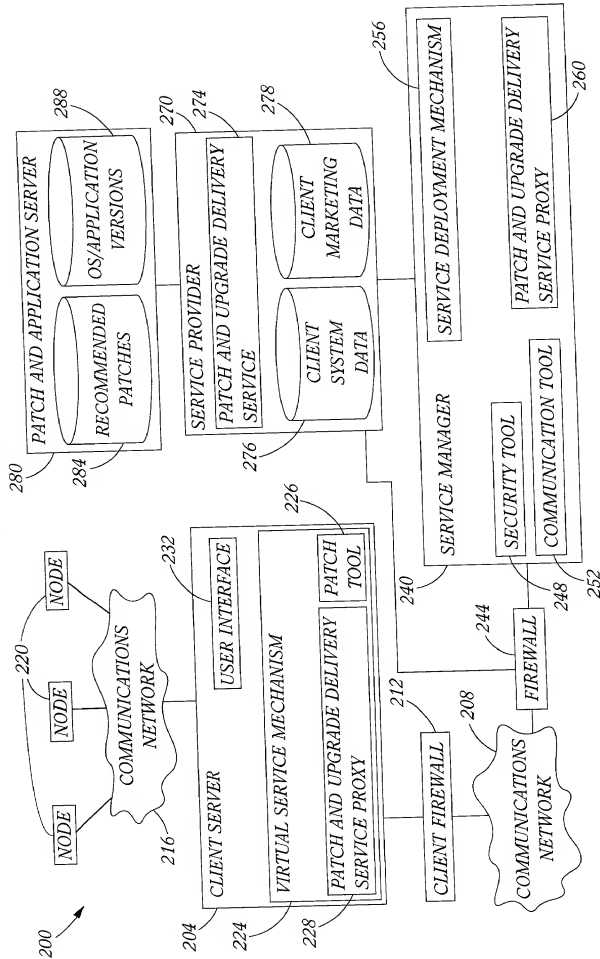 200
220
NODE
NODE
NODE
216
COMMUNICATIONS
NETWORK
204
CLIENT SERVER
USER INTERFACE
232
224
VIRTUAL SERVICE MECHANISM
228
PATCH AND UPGRADE DELIVERY
SERVICE PROXY
PATCH
TOOL
226
CLIENT FIREWALL
212
COMMUNICATIONS
NETWORK
208
FIREWALL
244
280
PATCH AND APPLICATION SERVER
284
RECOMMENDED
PATCHES
OS/APPLICATION
VERSIONS
288
SERVICE PROVIDER
270
PATCH AND UPGRADE DELIVERY
SERVICE
274
276
CLIENT
SYSTEM
DATA
CLIENT
MARKETING
DATA
278
240
SERVICE MANAGER
SERVICE DEPLOYMENT MECHANISM
256
248
SECURITY TOOL
252
COMMUNICATION TOOL
PATCH AND UPGRADE DELIVERY
SERVICE PROXY
260